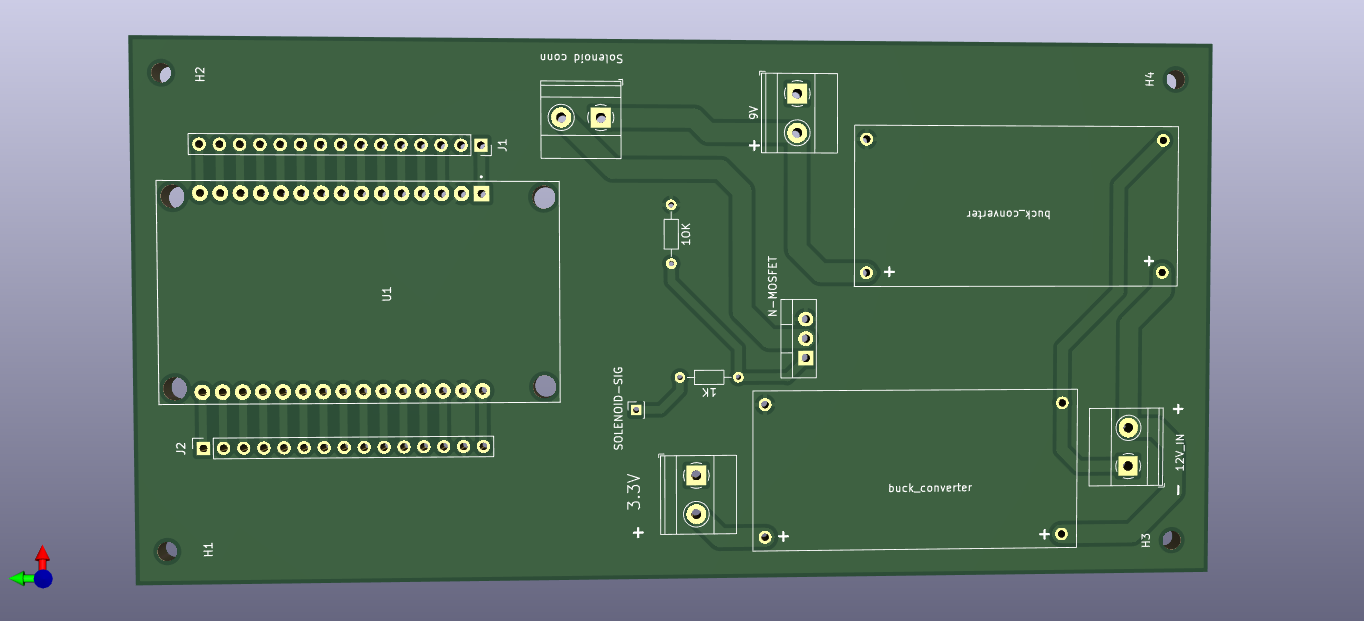 Solenoid conn
H2
H4
9V
+
J1
buck_converter
+
+
10K
N-MOSFET
U1
1K
SOLENOID-SIG
+
12V_IN
-
J2
3.3V
+
buck_converter
+
+
H1
H3